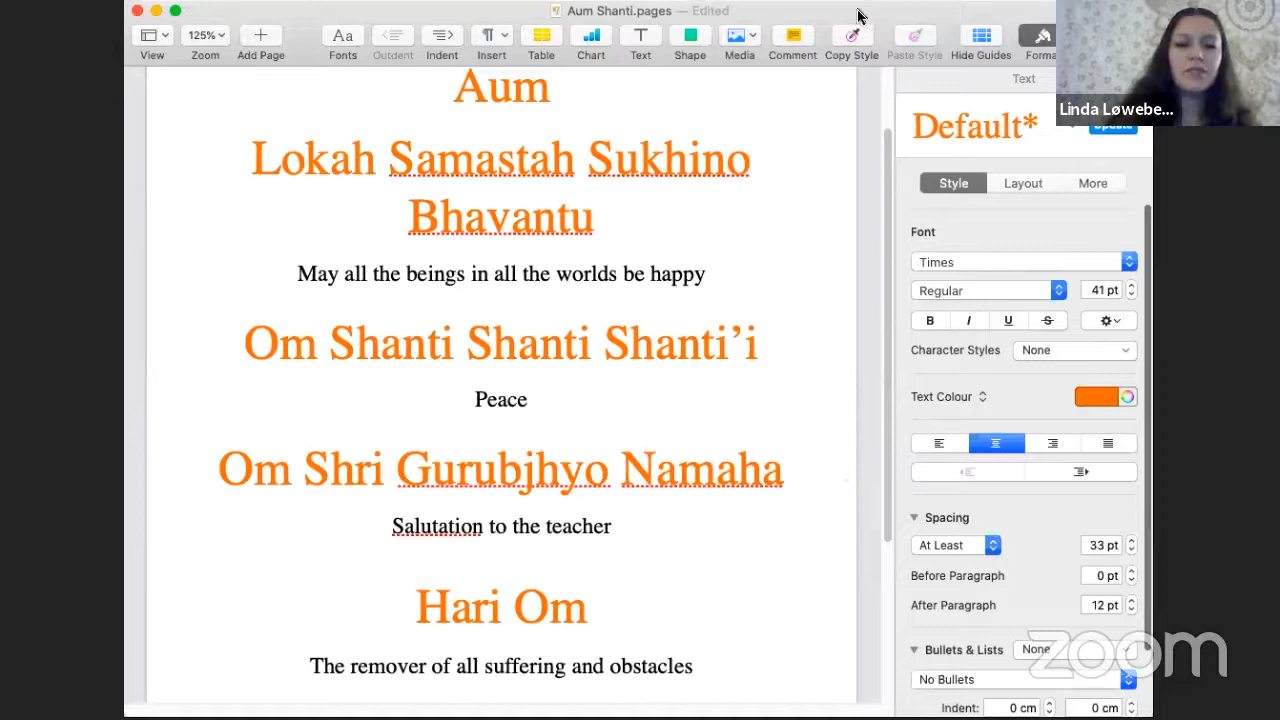 Aum Shanti.pages — Edited
View
125%
Zoom
Add Page
Aa
Fonts
Outdent
Indent
Insert
Table
Chart
Text
Shape
Media
Comment
Copy Style
Paste Style
Hide Guides
Forma
Linda Løwebe...
Aum
Lokah Samastah Sukhino
Bhavantu
May all the beings in all the worlds be happy
Om Shanti Shanti Shanti’i
Peace
Om Shri Gurubjhyo Namaha
Salutation to the teacher
Hari Om
The remover of all suffering and obstacles
Text
Default*
Update
Style
Layout
More
Font
Times
Regular
41 pt
B I U S
Character Styles
None
Text Colour
Spacing
At Least
33 pt
Before Paragraph
0 pt
After Paragraph
12 pt
Bullets & Lists
None
No Bullets
Indent:
0 cm
0 cm
zoom